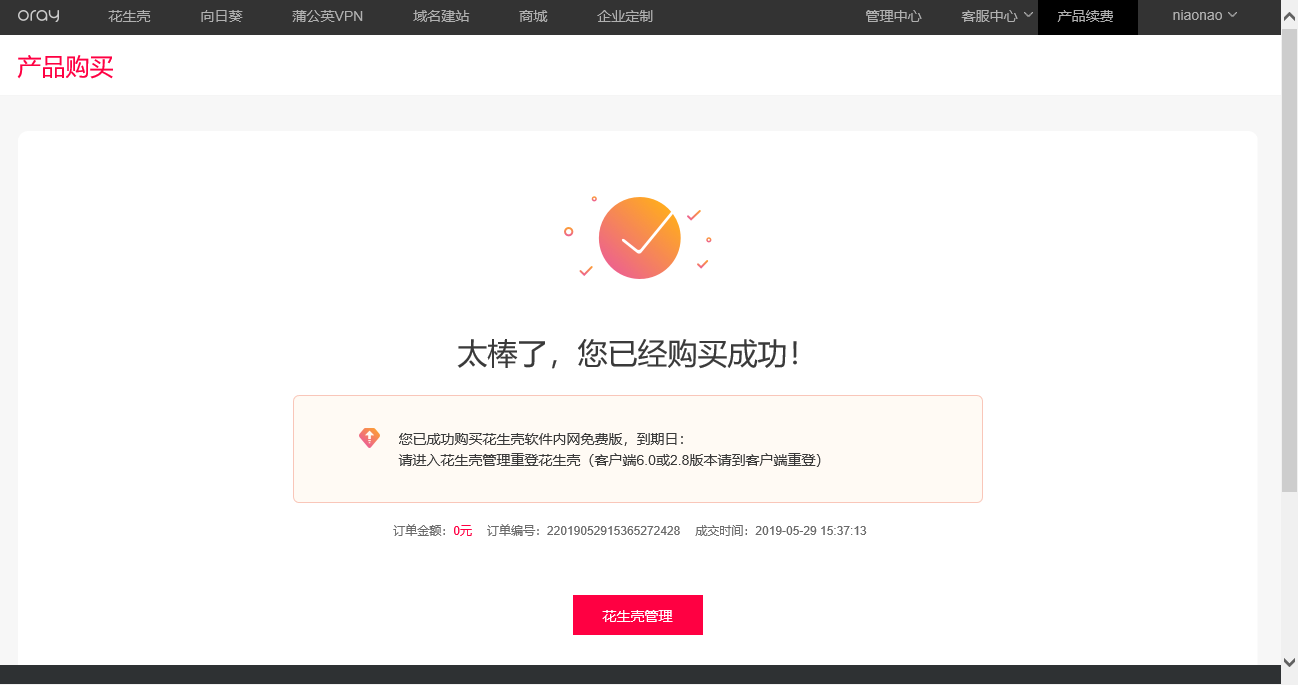 oray 花生壳 向日葵 蒲公英VPN 域名建站 商城 企业定制 管理中心 客服中心 产品续费 niaonao
产品购买
太棒了，您已经购买成功！
您已成功购买花生壳软件内网免费版，到期日：
请进入花生壳管理重登花生壳（客户端6.0或2.8版本请到客户端重登）
订单金额：0元 订单编号：22019052915365272428 成交时间：2019-05-29 15:37:13
花生壳管理